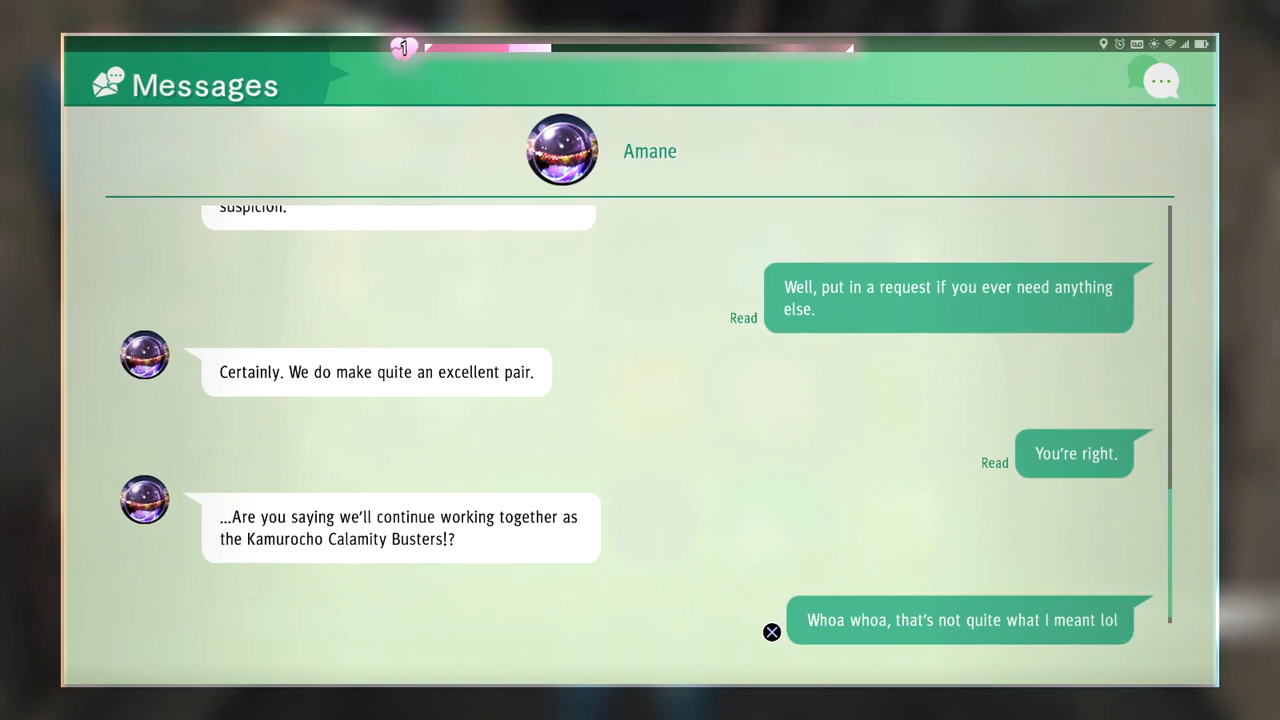 1
Messages
Amane
suspicion.
Well, put in a request if you ever need anything
else.
Read
Certainly. We do make quite an excellent pair.
You're right.
Read
...Are you saying we'll continue working together as
the Kamurocho Calamity Busters!?
Whoa whoa, that's not quite what I meant lol